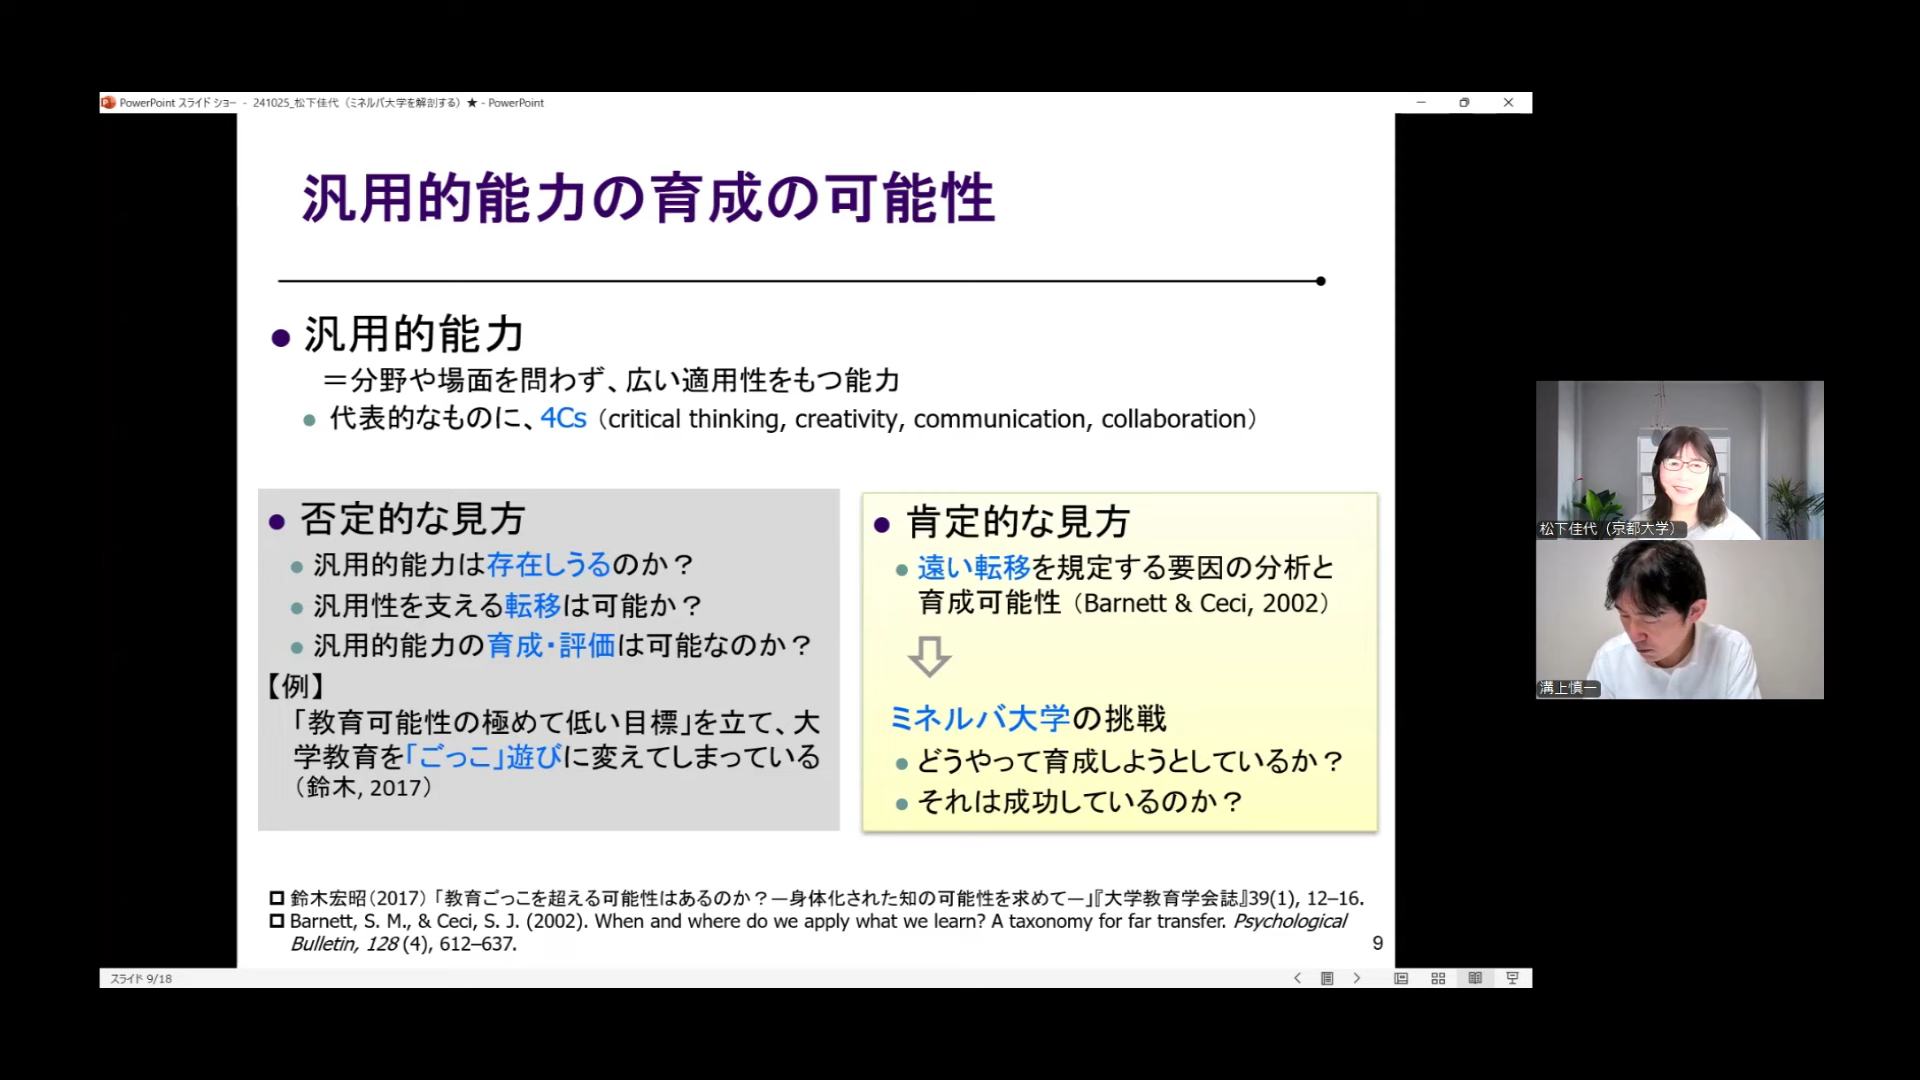 PowerPoint スライド ショー - 241025_松下佳代（ミネルバ大学を解剖する）★ - PowerPoint
汎用的能力の育成の可能性
● 汎用的能力
＝分野や場面を問わず、広い適用性をもつ能力
● 代表的なものに、4Cs（critical thinking, creativity, communication, collaboration）
● 否定的な見方
● 汎用的能力は存在しうるのか？
● 汎用性を支える転移は可能か？
● 汎用的能力の育成・評価は可能なのか？
【例】
「教育可能性の極めて低い目標」を立て、大
学教育を「ごっこ」遊びに変えてしまっている
（鈴木, 2017）
● 肯定的な見方
● 遠い転移を規定する要因の分析と
育成可能性（Barnett & Ceci, 2002）
ミネルバ大学の挑戦
● どうやって育成しようとしているか？
● それは成功しているのか？
鈴木宏昭（2017）「教育ごっこを超える可能性はあるのか？―身体化された知の可能性を求めて―」『大学教育学会誌』39(1), 12–16.
Barnett, S. M., & Ceci, S. J. (2002). When and where do we apply what we learn? A taxonomy for far transfer. Psychological
Bulletin, 128 (4), 612–637.
9
スライド 9/18
松下佳代（京都大学）
溝上慎一